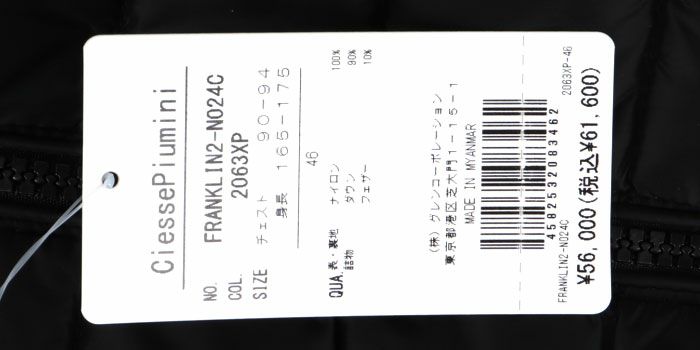 CiessePiumini
NO. FRANKLIN2-N024C
COL. 2063XP
SIZE チェスト 90-94
身長 165-175
46
QUA. 表・裏地 ナイロン 100%
詰物 ダウン 90%
フェザー 10%
(株)グレンコーポレーション
東京都港区芝大門1-15-1
MADE IN MYANMAR
4582532083462
FRANKLIN2-N024C 2063XP-46
¥56,000(税込¥61,600)